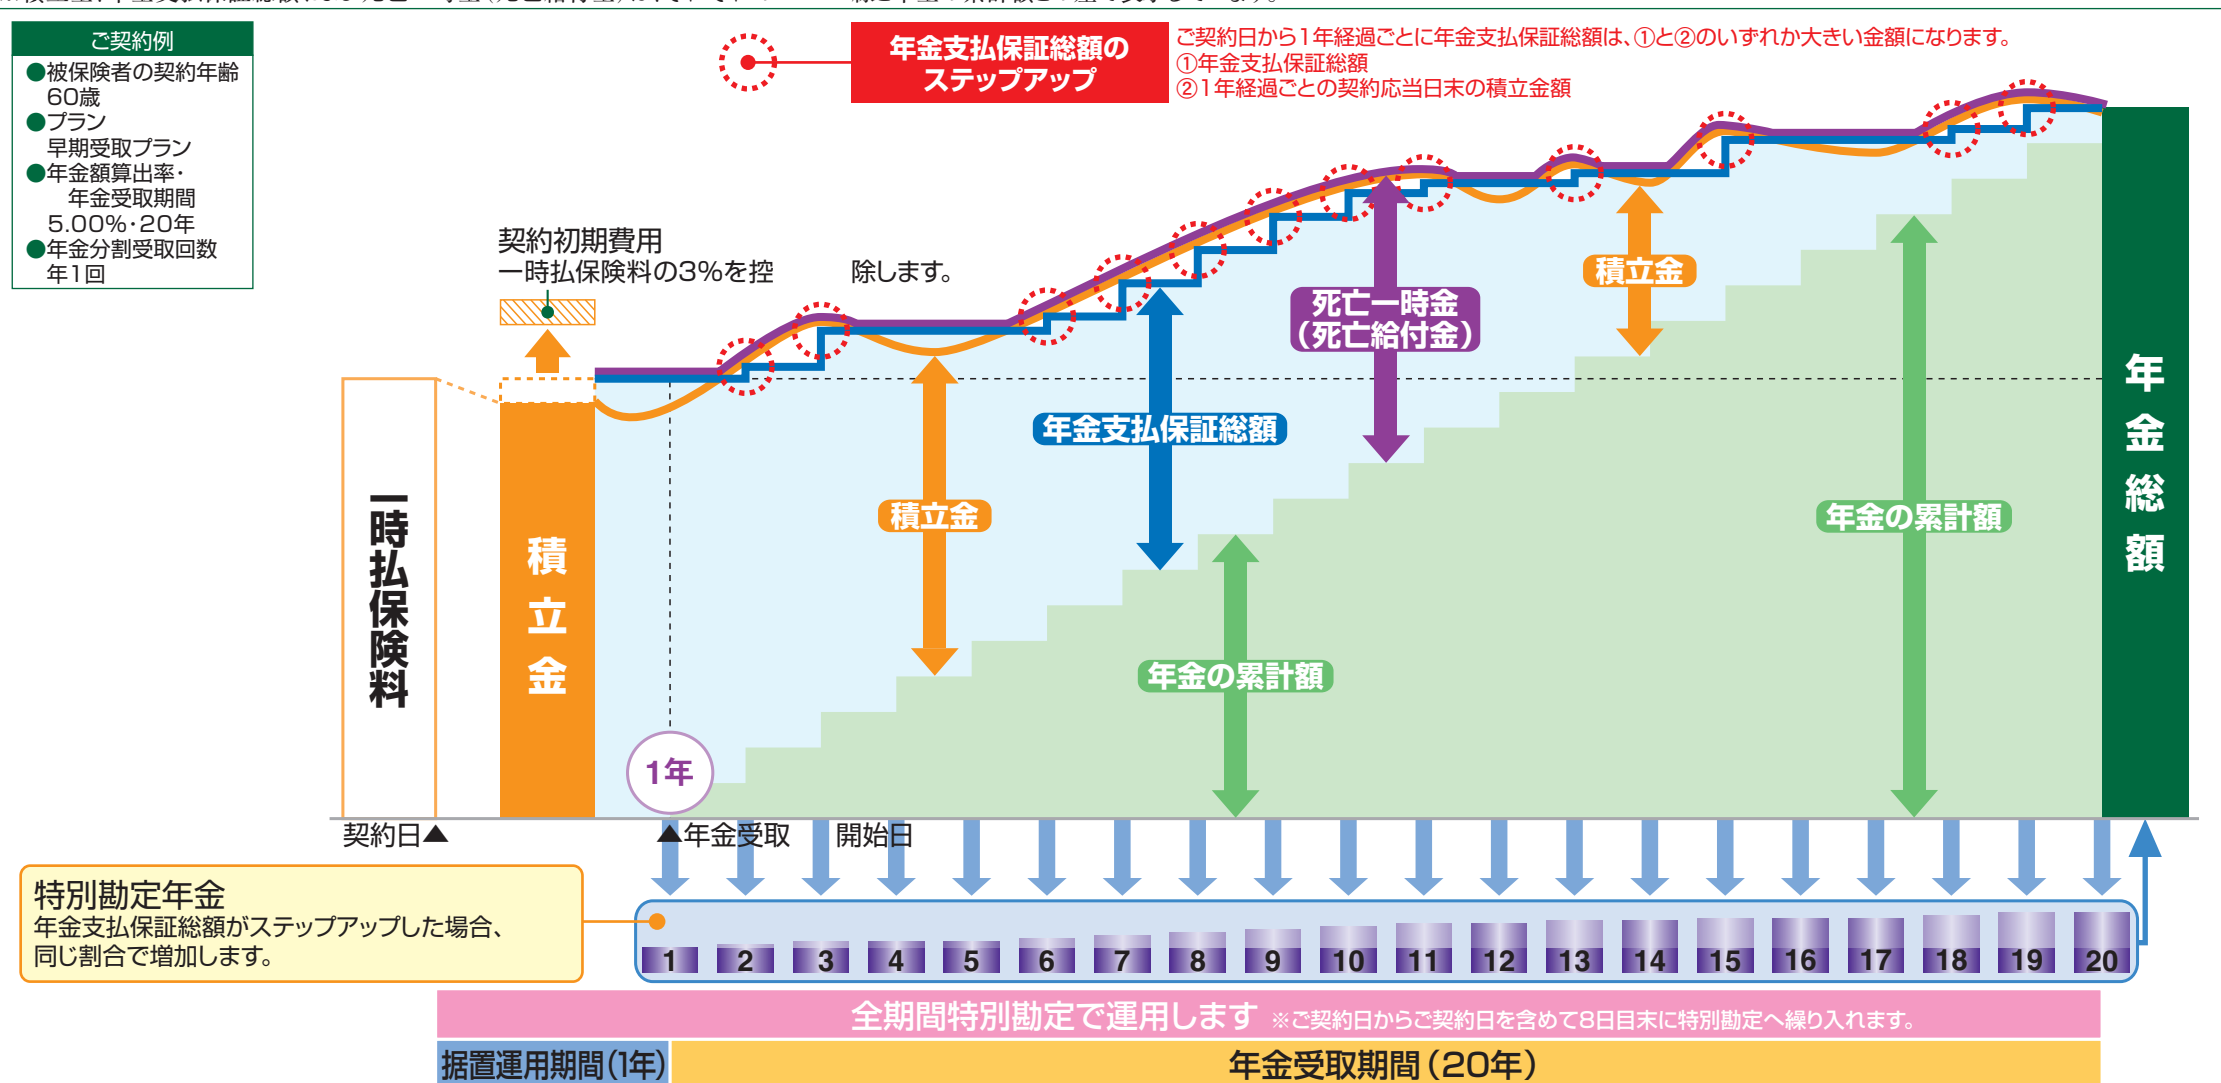 ご契約例
●被保険者の契約年齢
60歳
●プラン
早期受取プラン
●年金額算出率・
年金受取期間
5.00%・20年
●年金分割受取回数
年1回
年金支払保証総額の
ステップアップ
ご契約日から1年経過ごとに年金支払保証総額は、①と②のいずれか大きい金額になります。
①年金支払保証総額
②1年経過ごとの契約応当日末の積立金額
契約初期費用
一時払保険料の3%を控 除します。
一時払保険料
積立金
積立金
年金支払保証総額
死亡一時金
(死亡給付金)
積立金
年金の累計額
年金の累計額
年金総額
1年
契約日▲
▲年金受取 開始日
特別勘定年金
年金支払保証総額がステップアップした場合、
同じ割合で増加します。
1 2 3 4 5 6 7 8 9 10 11 12 13 14 15 16 17 18 19 20
全期間特別勘定で運用します ※ご契約日からご契約日を含めて8日目末に特別勘定へ繰り入れます。
据置運用期間(1年)
年金受取期間(20年)